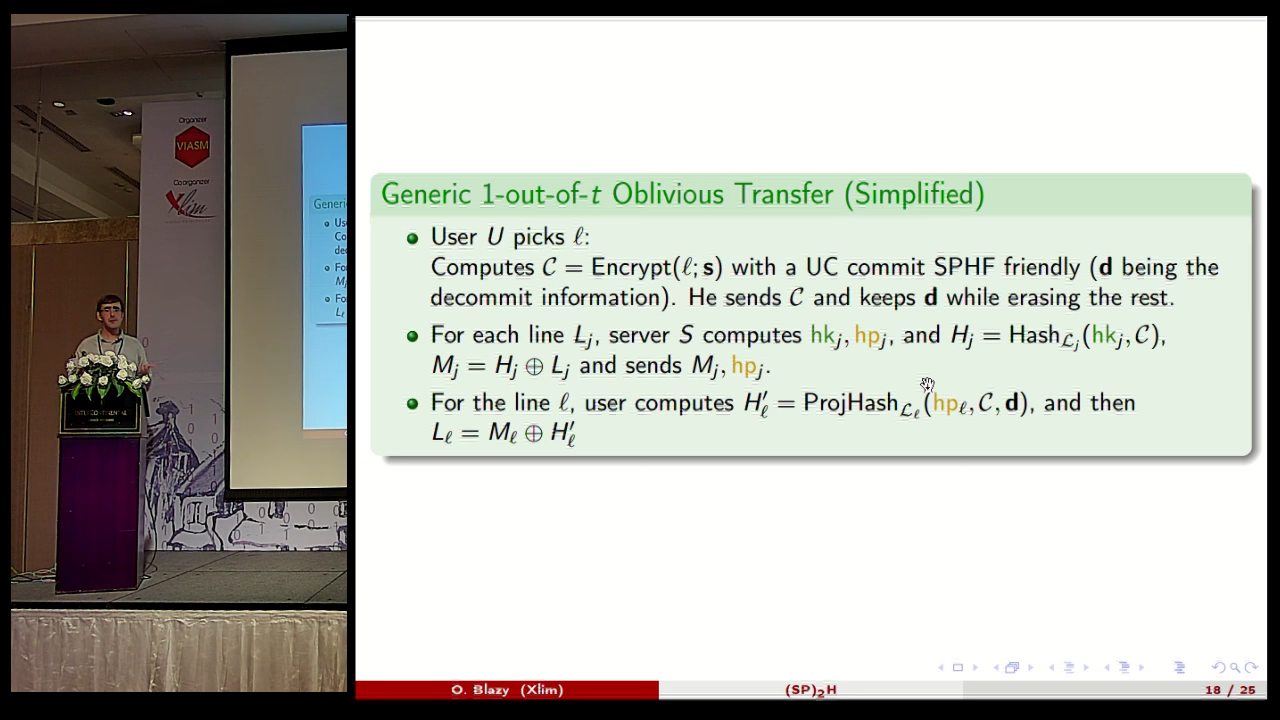 Organizer
VIASM
Co-organizer
Xlim
Generic 1-out-of-t Oblivious Transfer (Simplified)
User U picks ℓ:
Computes 𝒞 = Encrypt(ℓ; s) with a UC commit SPHF friendly (d being the
decommit information). He sends 𝒞 and keeps d while erasing the rest.
For each line L_j, server S computes hk_j, hp_j, and H_j = Hash_{ℒ_j}(hk_j, 𝒞),
M_j = H_j ⊕ L_j and sends M_j, hp_j.
For the line ℓ, user computes H′_ℓ = ProjHash_{ℒ_ℓ}(hp_ℓ, 𝒞, d), and then
L_ℓ = M_ℓ ⊕ H′_ℓ
O. Blazy (Xlim)
(SP)₂H
18 / 25